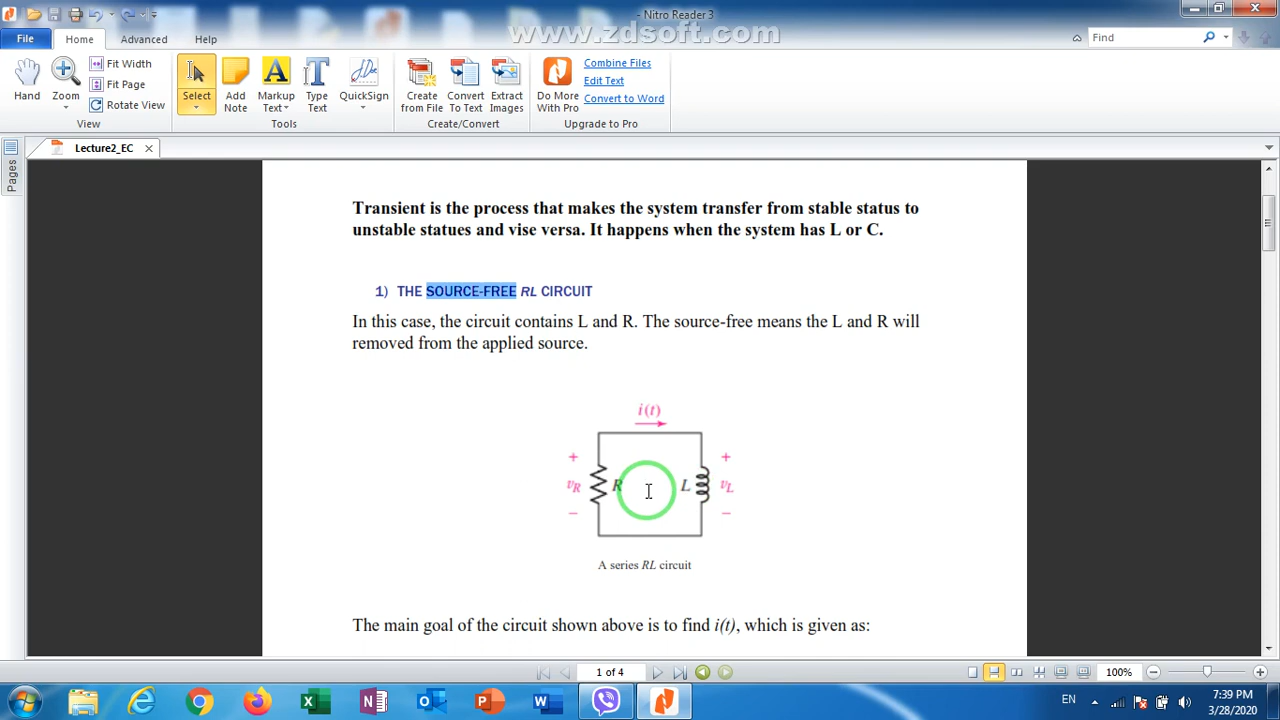 - Nitro Reader 3
www.zdsoft.com
File
Home
Advanced
Help
Find
Hand
Zoom
Fit Width
Fit Page
Rotate View
View
Select
Add Note
Markup Text
Type Text
QuickSign
Tools
Create from File
Convert To Text
Extract Images
Create/Convert
Do More With Pro
Combine Files
Edit Text
Convert to Word
Upgrade to Pro
Pages
Lecture2_EC
Transient is the process that makes the system transfer from stable status to
unstable statues and vise versa. It happens when the system has L or C.
1) THE SOURCE-FREE RL CIRCUIT
In this case, the circuit contains L and R. The source-free means the L and R will
removed from the applied source.
i(t)
+ +
vR R L vL
– –
A series RL circuit
The main goal of the circuit shown above is to find i(t), which is given as:
1 of 4
100%
EN
7:39 PM
3/28/2020